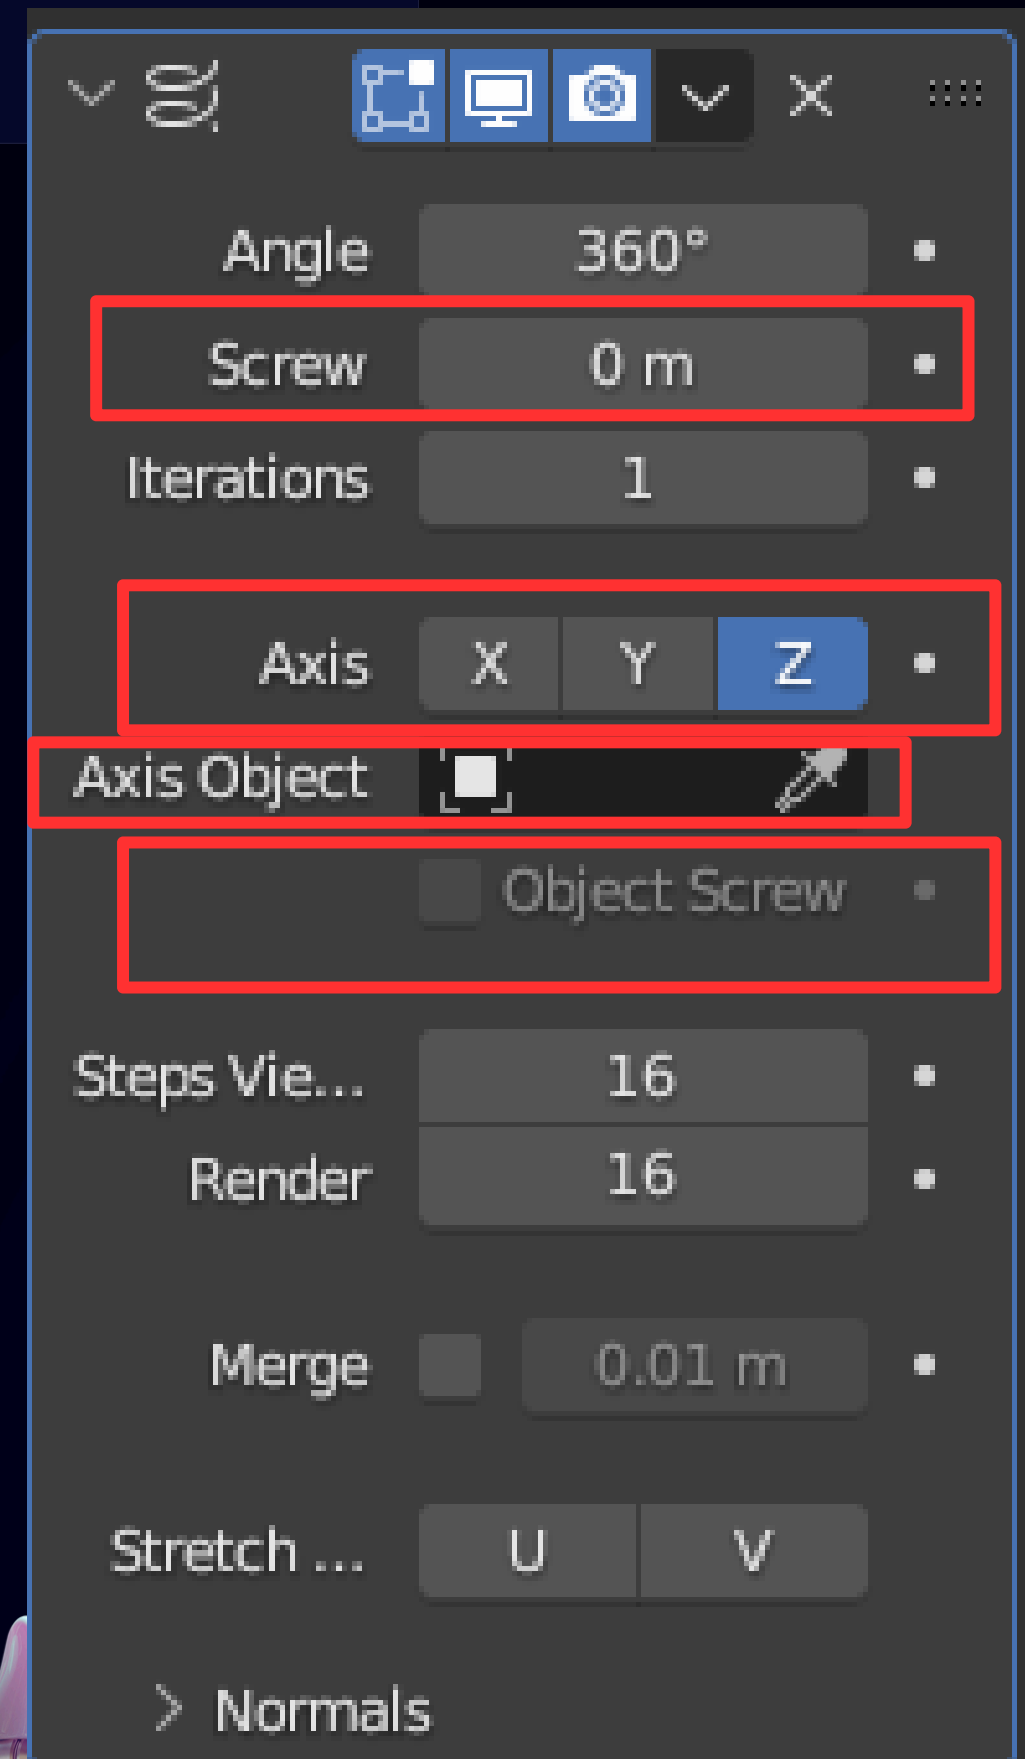 Angle 360°
Screw 0 m
Iterations 1
Axis X Y Z
Axis Object
Object Screw
Steps Vie... 16
Render 16
Merge 0.01 m
Stretch ... U V
Normals